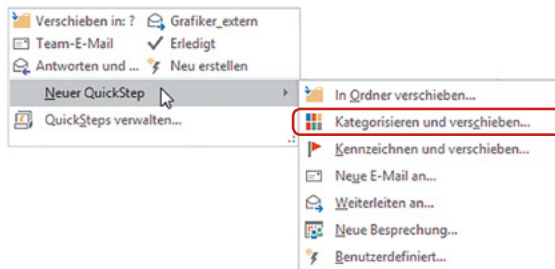 Verschieben in: ? Grafiker_extern
Team-E-Mail Erledigt
Antworten und ... Neu erstellen
Neuer QuickStep
QuickSteps verwalten...
In Ordner verschieben...
Kategorisieren und verschieben...
Kennzeichnen und verschieben...
Neue E-Mail an...
Weiterleiten an...
Neue Besprechung...
Benutzerdefiniert...